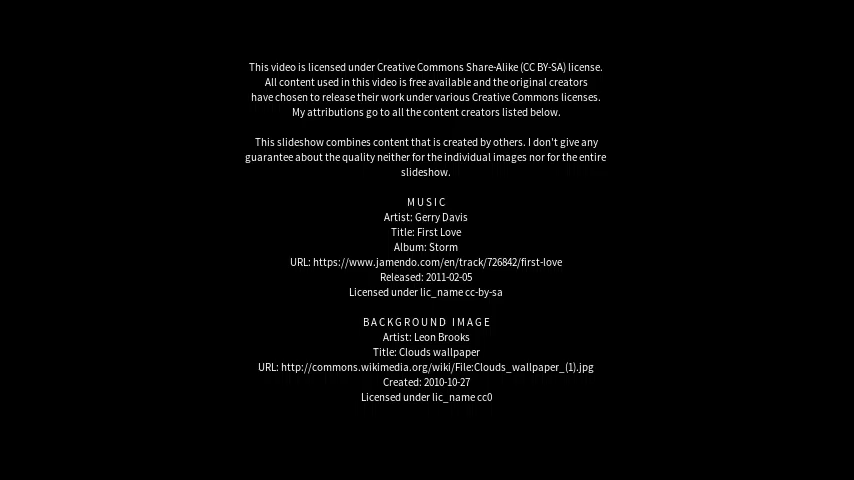 This video is licensed under Creative Commons Share-Alike (CC BY-SA) license.
All content used in this video is free available and the original creators
have chosen to release their work under various Creative Commons licenses.
My attributions go to all the content creators listed below.
This slideshow combines content that is created by others. I don't give any
guarantee about the quality neither for the individual images nor for the entire
slideshow.
MUSIC
Artist: Gerry Davis
Title: First Love
Album: Storm
URL: https://www.jamendo.com/en/track/726842/first-love
Released: 2011-02-05
Licensed under lic_name cc-by-sa
BACKGROUND IMAGE
Artist: Leon Brooks
Title: Clouds wallpaper
URL: http://commons.wikimedia.org/wiki/File:Clouds_wallpaper_(1).jpg
Created: 2010-10-27
Licensed under lic_name cc0